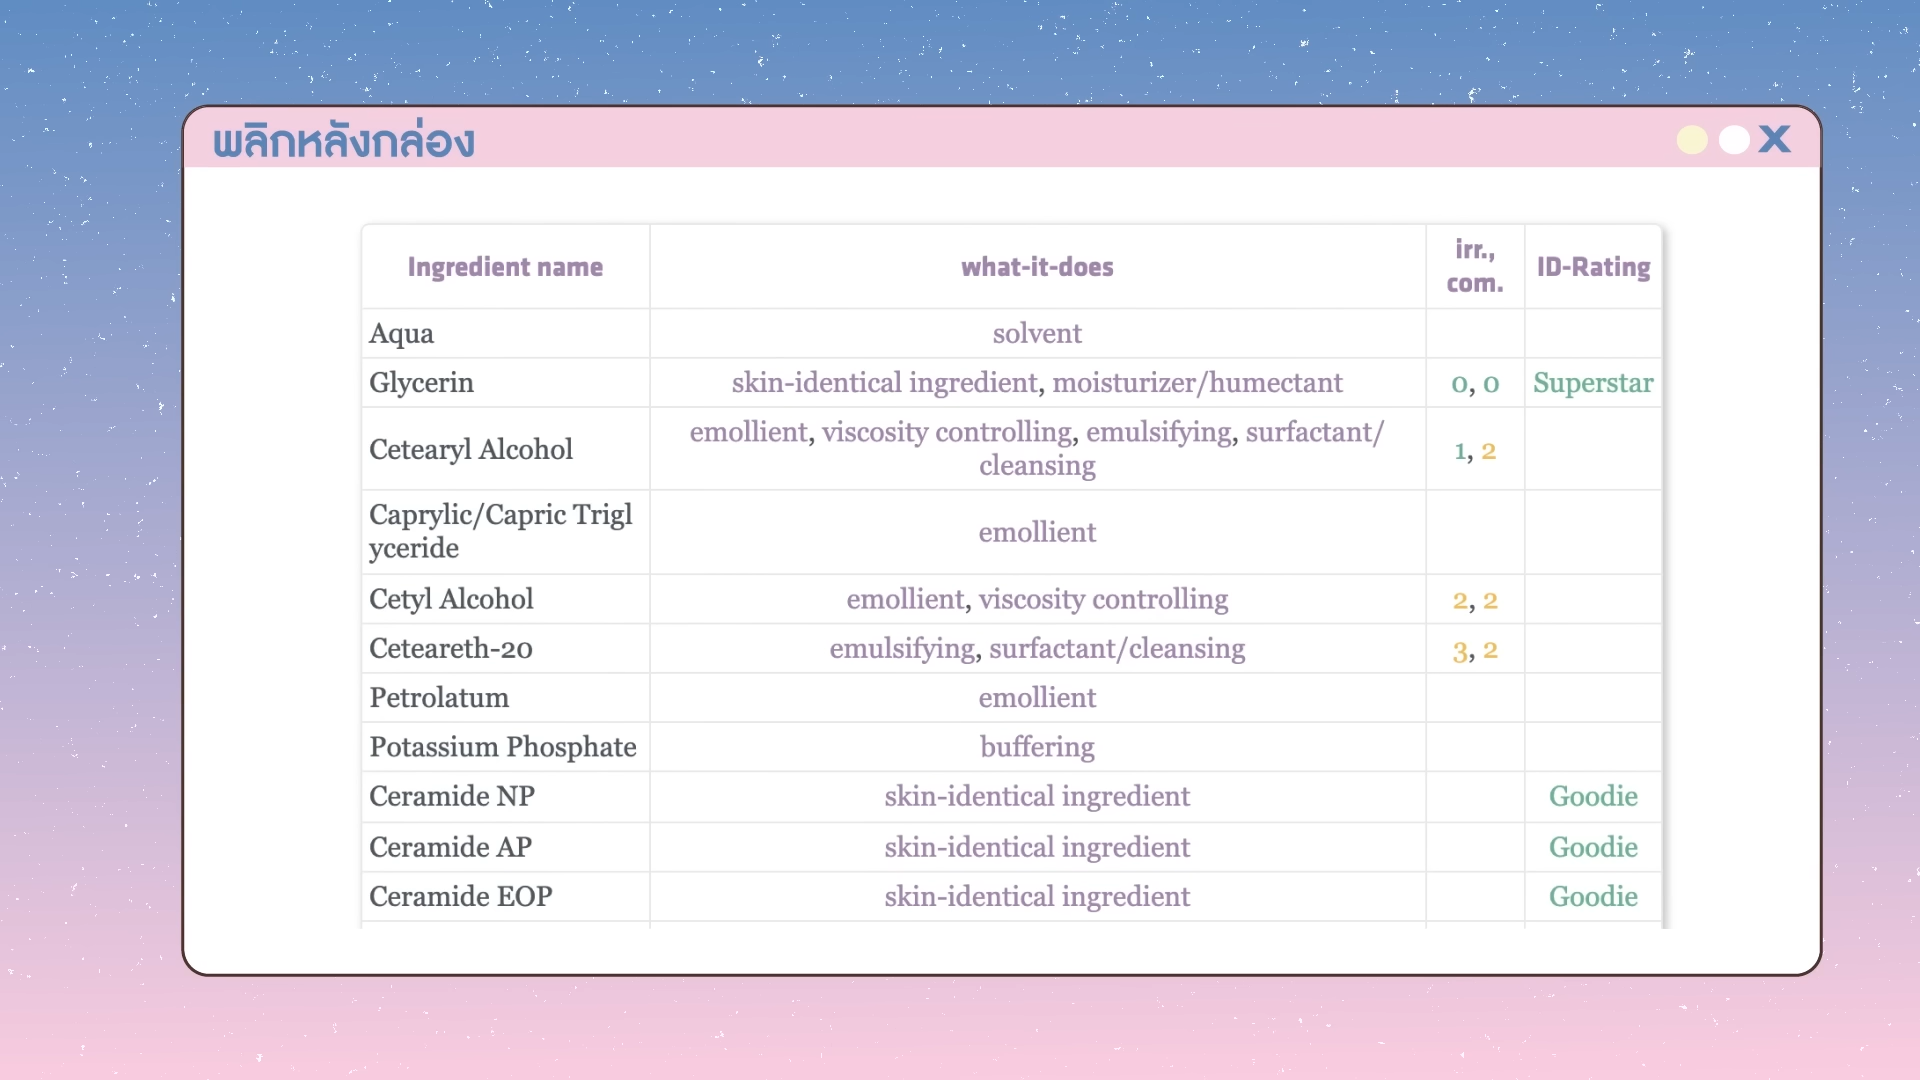 พลิกหลังกล่อง X
Ingredient name what-it-does irr., com. ID-Rating
Aqua solvent
Glycerin skin-identical ingredient, moisturizer/humectant 0, 0 Superstar
Cetearyl Alcohol emollient, viscosity controlling, emulsifying, surfactant/
cleansing 1, 2
Caprylic/Capric Trigl
yceride emollient
Cetyl Alcohol emollient, viscosity controlling 2, 2
Ceteareth-20 emulsifying, surfactant/cleansing 3, 2
Petrolatum emollient
Potassium Phosphate buffering
Ceramide NP skin-identical ingredient Goodie
Ceramide AP skin-identical ingredient Goodie
Ceramide EOP skin-identical ingredient Goodie